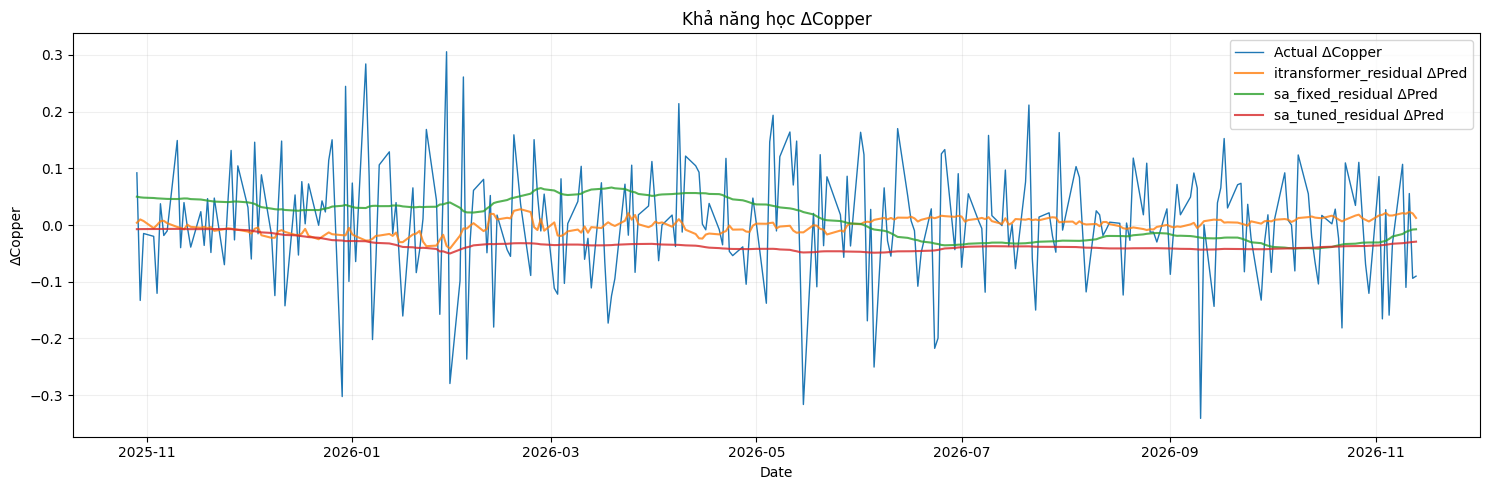 Khả năng học ΔCopper
Actual ΔCopper
itransformer_residual ΔPred
sa_fixed_residual ΔPred
sa_tuned_residual ΔPred
ΔCopper
0.3
0.2
0.1
0.0
−0.1
−0.2
−0.3
2025-11
2026-01
2026-03
2026-05
2026-07
2026-09
2026-11
Date